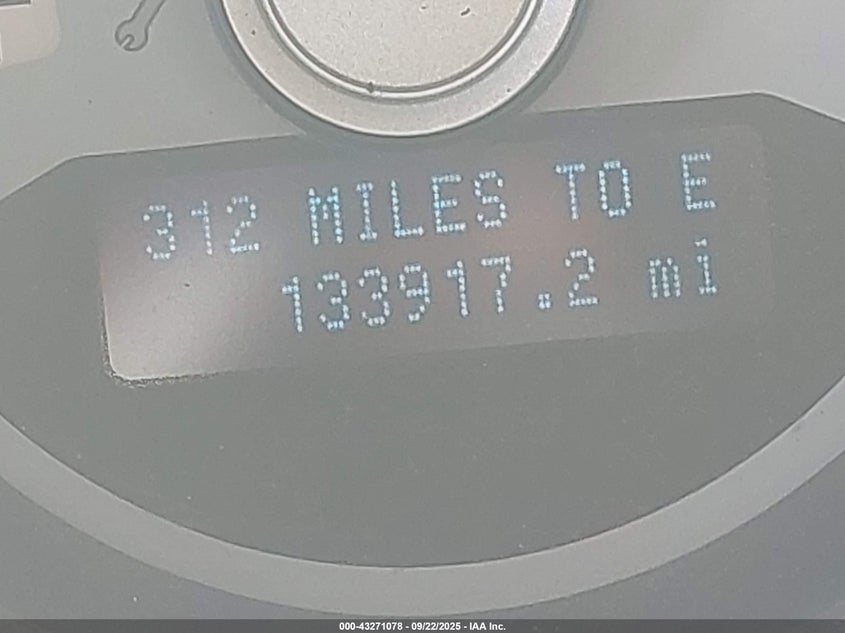 312 MILES TO E
133917.2 mi
000-43271078 - 09/22/2025 - IAA Inc.